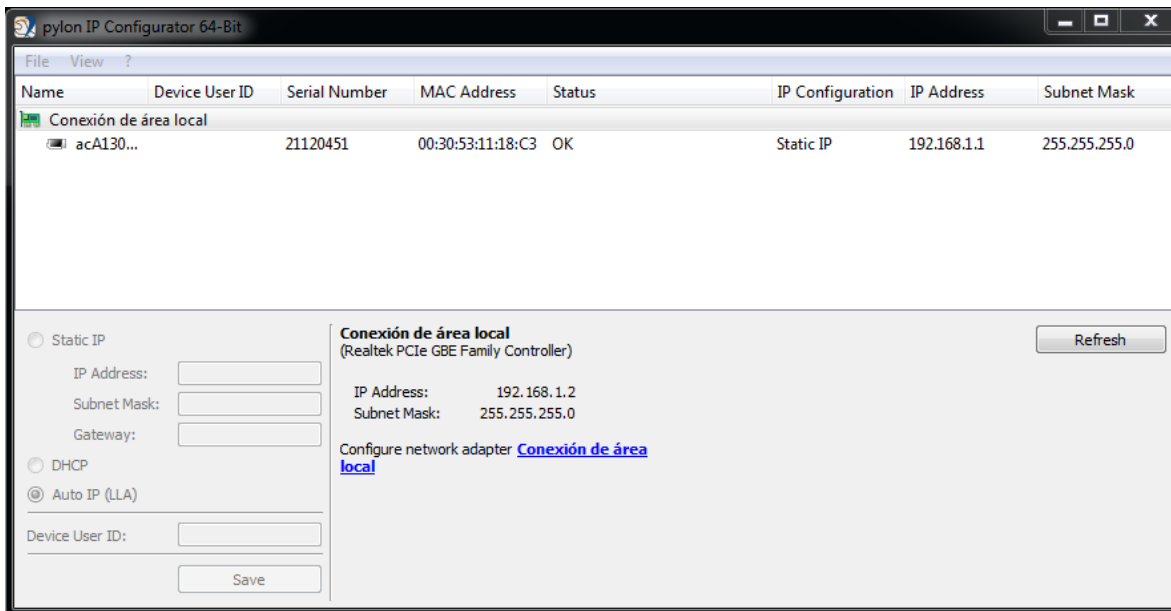 pylon IP Configurator 64-Bit
File View ?
Name Device User ID Serial Number MAC Address Status IP Configuration IP Address Subnet Mask
Conexión de área local
acA130... 21120451 00:30:53:11:18:C3 OK Static IP 192.168.1.1 255.255.255.0
Static IP
IP Address:
Subnet Mask:
Gateway:
DHCP
Auto IP (LLA)
Device User ID:
Save
Conexión de área local
(Realtek PCIe GBE Family Controller)
IP Address: 192.168.1.2
Subnet Mask: 255.255.255.0
Configure network adapter Conexión de área
local
Refresh